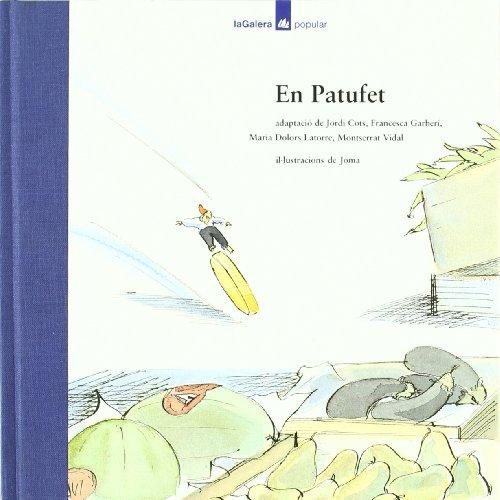 laGalera popular
En Patufet
adaptació de Jordi Cots, Francesca Garberí,
Maria Dolors Latorre, Montserrat Vidal
il·lustracions de Joma